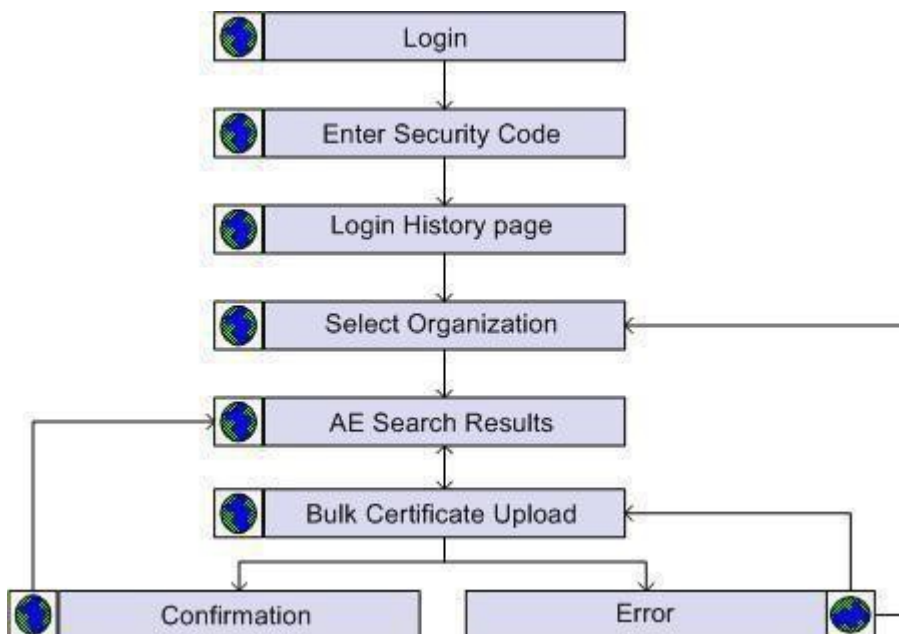 Login
Enter Security Code
Login History page
Select Organization
AE Search Results
Bulk Certificate Upload
Confirmation
Error